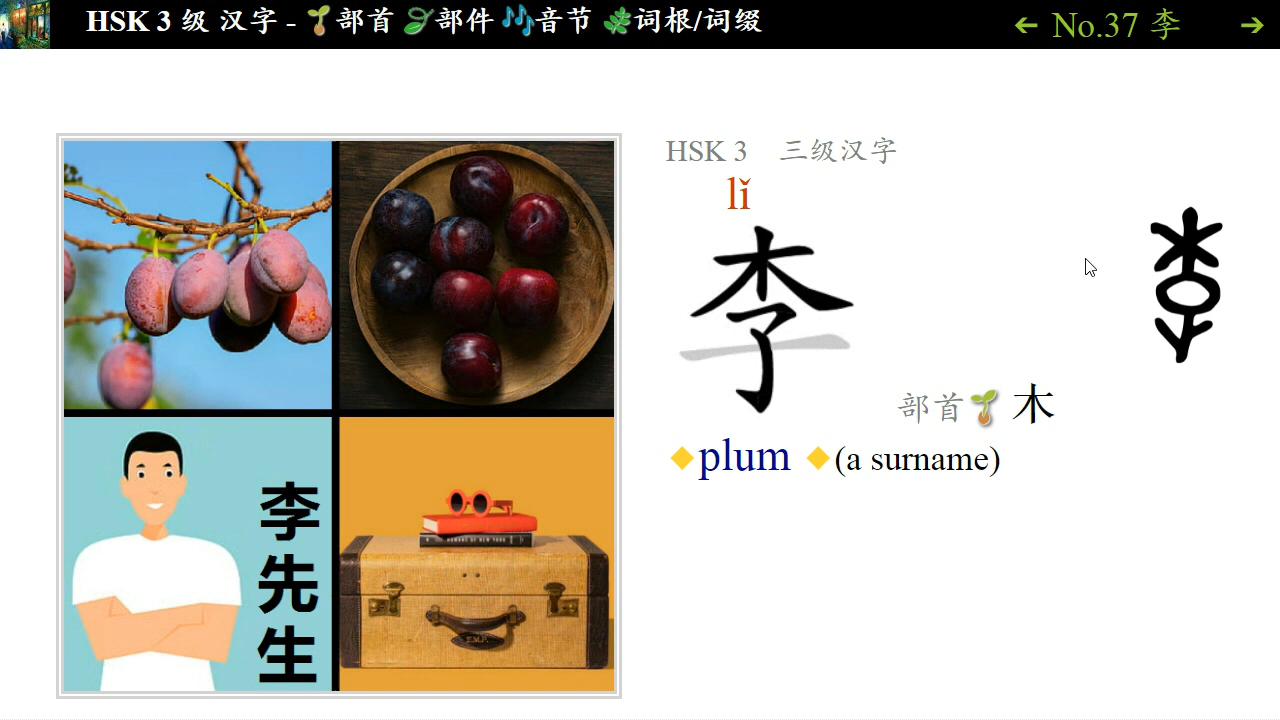 HSK 3 级 汉字 - 部首 部件 音节 词根/词缀
← No.37 李 →
HSK 3 三级汉字
lǐ
李
部首 木
plum (a surname)
李先生